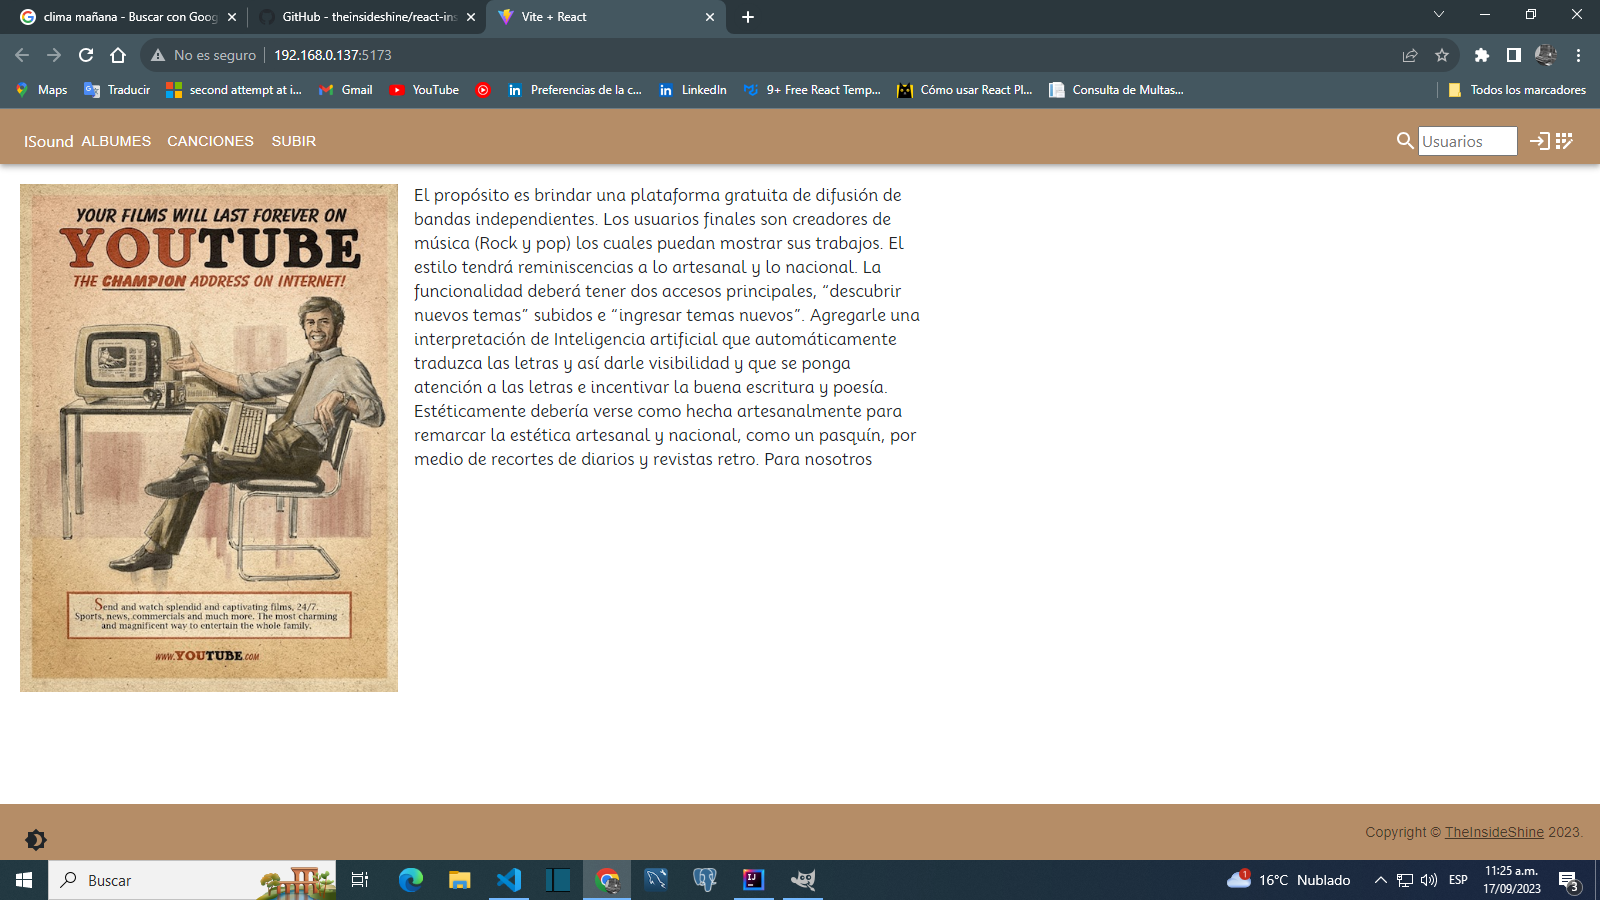 clima mañana - Buscar con Goog
GitHub - theinsideshine/react-ins
Vite + React
No es seguro
192.168.0.137:5173
Maps
Traducir
second attempt at i...
Gmail
YouTube
Preferencias de la c...
LinkedIn
9+ Free React Temp...
Cómo usar React Pl...
Consulta de Multas...
Todos los marcadores
ISound ALBUMES CANCIONES SUBIR
Usuarios
YOUR FILMS WILL LAST FOREVER ON
YOUTUBE
THE CHAMPION ADDRESS ON INTERNET!
Send and watch splendid and captivating films, 24/7.
Sports, news, commercials and much more. The most charming
and magnificent way to entertain the whole family.
WWW.YOUTUBE.COM
El propósito es brindar una plataforma gratuita de difusión de
bandas independientes. Los usuarios finales son creadores de
música (Rock y pop) los cuales puedan mostrar sus trabajos. El
estilo tendrá reminiscencias a lo artesanal y lo nacional. La
funcionalidad deberá tener dos accesos principales, “descubrir
nuevos temas” subidos e “ingresar temas nuevos”. Agregarle una
interpretación de Inteligencia artificial que automáticamente
traduzca las letras y así darle visibilidad y que se ponga
atención a las letras e incentivar la buena escritura y poesía.
Estéticamente debería verse como hecha artesanalmente para
remarcar la estética artesanal y nacional, como un pasquín, por
medio de recortes de diarios y revistas retro. Para nosotros
Copyright © TheInsideShine 2023.
Buscar
1
16°C Nublado
ESP
11:25 a.m.
17/09/2023
3